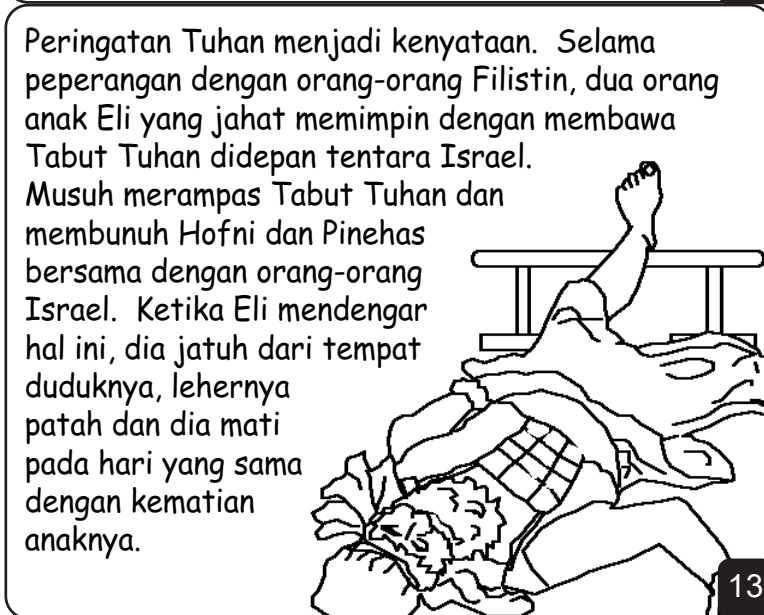 Peringatan Tuhan menjadi kenyataan.  Selama
peperangan dengan orang-orang Filistin, dua orang
anak Eli yang jahat memimpin dengan membawa
Tabut Tuhan didepan tentara Israel.
Musuh merampas Tabut Tuhan dan
membunuh Hofni dan Pinehas
bersama dengan orang-orang
Israel.  Ketika Eli mendengar
hal ini, dia jatuh dari tempat
duduknya, lehernya
patah dan dia mati
pada hari yang sama
dengan kematian
anaknya.
13